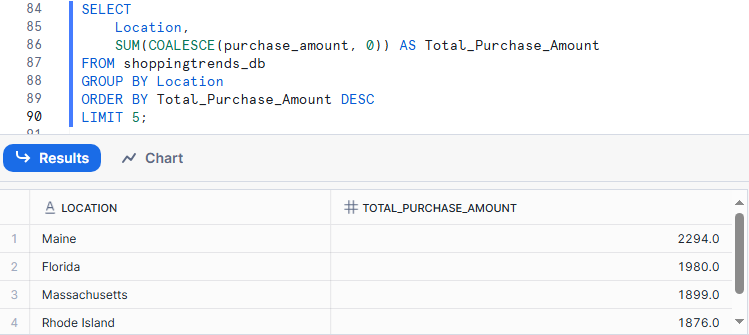 84 SELECT
85 Location,
86 SUM(COALESCE(purchase_amount, 0)) AS Total_Purchase_Amount
87 FROM shoppingtrends_db
88 GROUP BY Location
89 ORDER BY Total_Purchase_Amount DESC
90 LIMIT 5;
Results Chart
A LOCATION # TOTAL_PURCHASE_AMOUNT
1 Maine 2294.0
2 Florida 1980.0
3 Massachusetts 1899.0
4 Rhode Island 1876.0